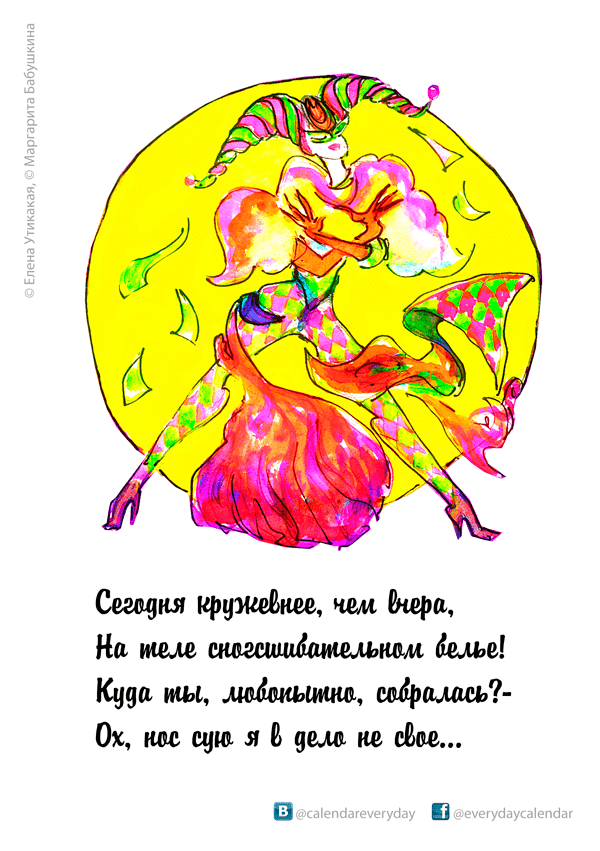 © Елена Утикакая, © Маргарита Бабушкина
Сегодня кружевнее, чем вчера,
На теле сногсшибательном белье!
Куда ты, любопытно, собралась?-
Ох, нос сую я в дело не свое...
B @calendareveryday f @everydaycalendar